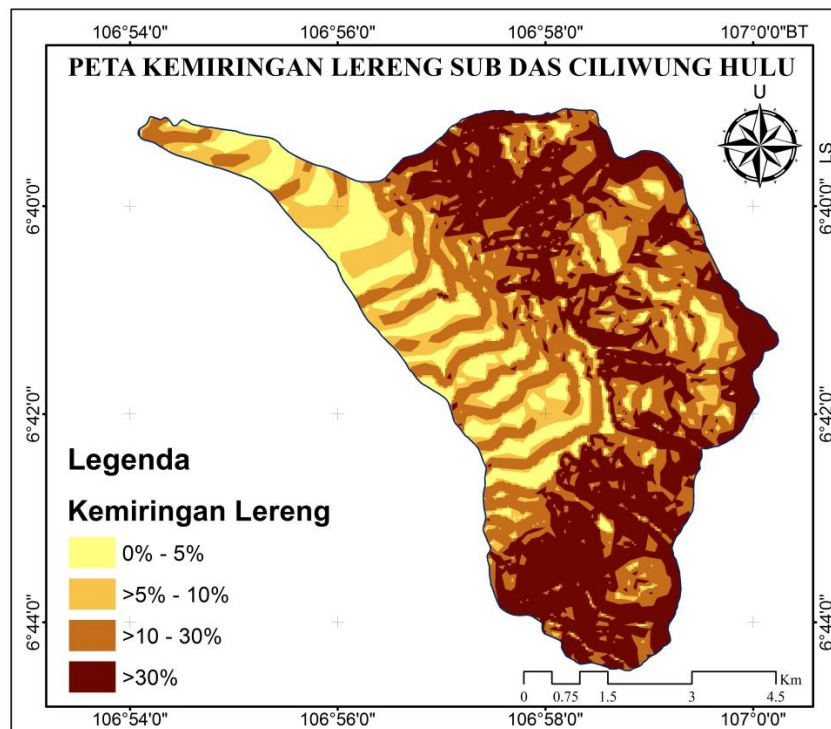 106°54'0" 106°56'0" 106°58'0" 107°0'0"BT
PETA KEMIRINGAN LERENG SUB DAS CILIWUNG HULU
U
LS
6°40'0" 6°40'0"
6°42'0" 6°42'0"
Legenda
Kemiringan Lereng
0% - 5%
>5% - 10%
>10 - 30%
>30%
6°44'0" 6°44'0"
Km
0 0.75 1.5 3 4.5
106°54'0" 106°56'0" 106°58'0" 107°0'0"